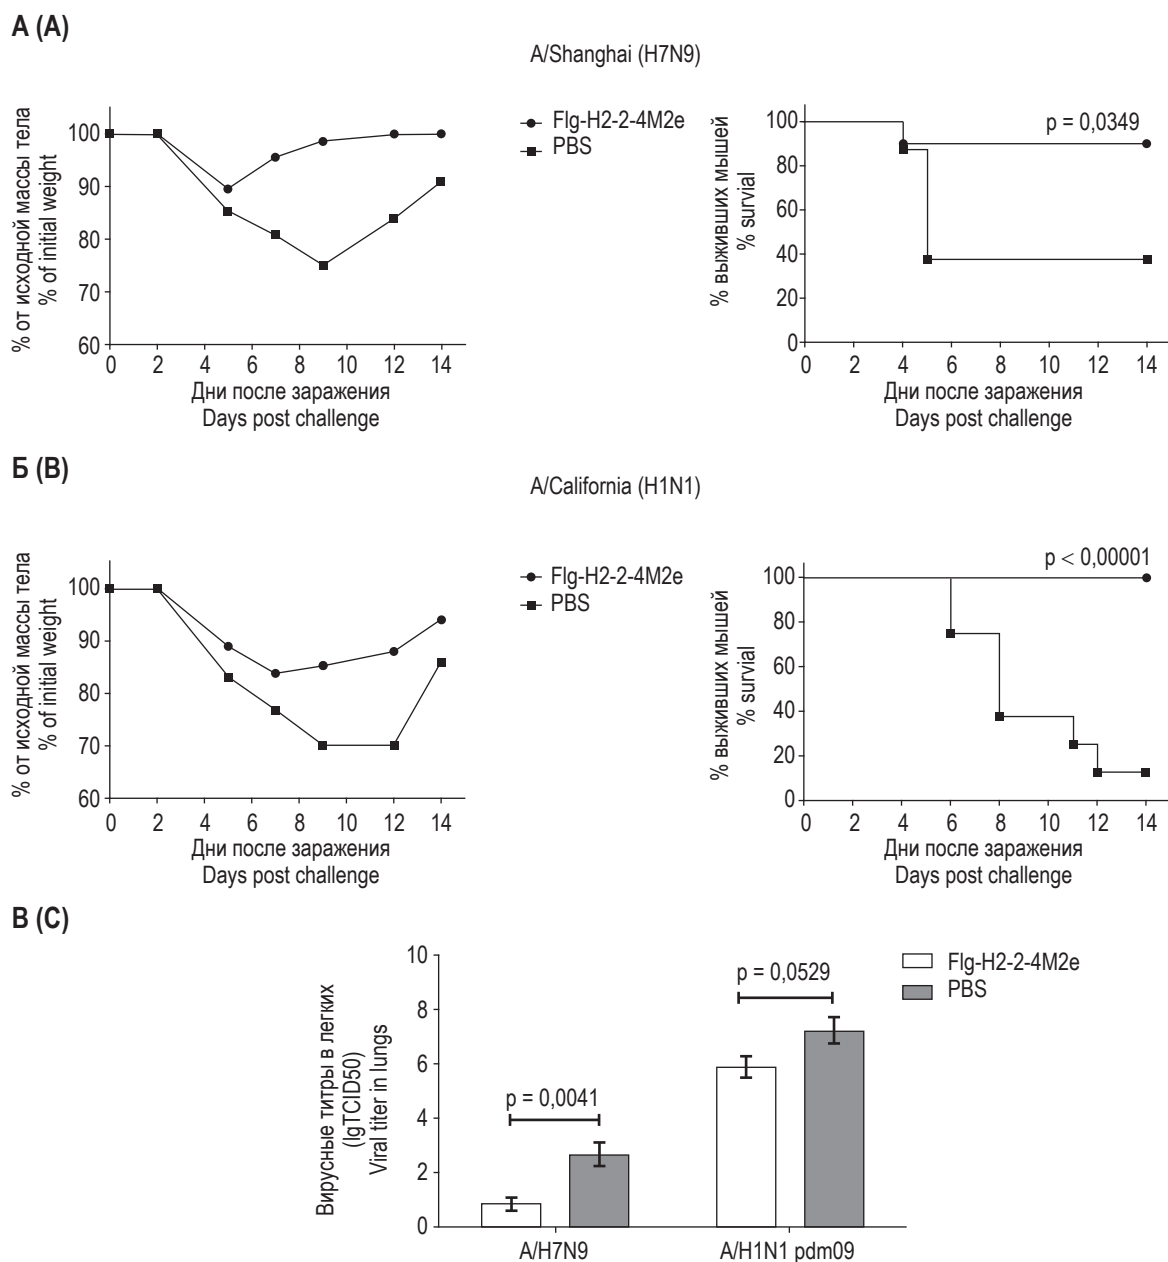 А (A)
A/Shanghai (H7N9)
% от исходной массы тела
% of initial weight
100
90
80
70
60
0 2 4 6 8 10 12 14
Дни после заражения
Days post challenge
Flg-H2-2-4M2e
PBS
% выживших мышей
% survial
100
80
60
40
20
0
p = 0,0349
0 2 4 6 8 10 12 14
Дни после заражения
Days post challenge
Б (B)
A/California (H1N1)
% от исходной массы тела
% of initial weight
100
90
80
70
60
0 2 4 6 8 10 12 14
Дни после заражения
Days post challenge
Flg-H2-2-4M2e
PBS
% выживших мышей
% survial
100
80
60
40
20
0
p < 0,00001
0 2 4 6 8 10 12 14
Дни после заражения
Days post challenge
В (C)
Вирусные титры в легких
(lgTCID50)
Viral titer in lungs
10
8
6
4
2
0
p = 0,0041
p = 0,0529
Flg-H2-2-4M2e
PBS
A/H7N9 A/H1N1 pdm09